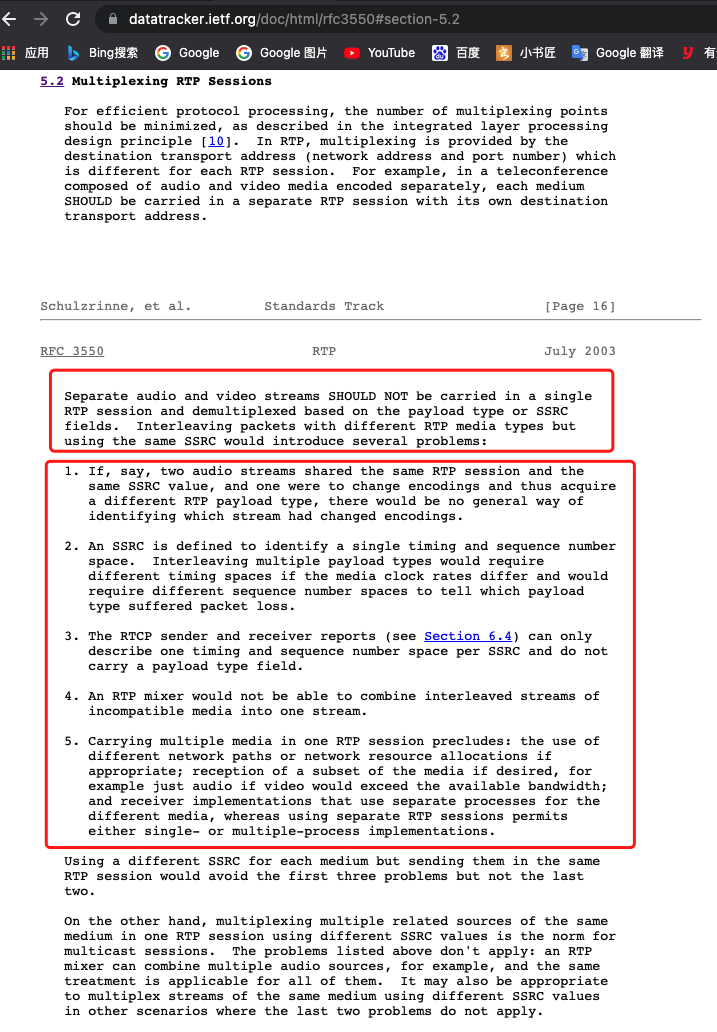 datatracker.ietf.org/doc/html/rfc3550#section-5.2
应用 Bing搜索 Google Google 图片 YouTube 百度 小书匠 Google 翻译 有
5.2 Multiplexing RTP Sessions
For efficient protocol processing, the number of multiplexing points
should be minimized, as described in the integrated layer processing
design principle [10]. In RTP, multiplexing is provided by the
destination transport address (network address and port number) which
is different for each RTP session. For example, in a teleconference
composed of audio and video media encoded separately, each medium
SHOULD be carried in a separate RTP session with its own destination
transport address.
Schulzrinne, et al. Standards Track [Page 16]
RFC 3550 RTP July 2003
Separate audio and video streams SHOULD NOT be carried in a single
RTP session and demultiplexed based on the payload type or SSRC
fields. Interleaving packets with different RTP media types but
using the same SSRC would introduce several problems:
1. If, say, two audio streams shared the same RTP session and the
same SSRC value, and one were to change encodings and thus acquire
a different RTP payload type, there would be no general way of
identifying which stream had changed encodings.
2. An SSRC is defined to identify a single timing and sequence number
space. Interleaving multiple payload types would require
different timing spaces if the media clock rates differ and would
require different sequence number spaces to tell which payload
type suffered packet loss.
3. The RTCP sender and receiver reports (see Section 6.4) can only
describe one timing and sequence number space per SSRC and do not
carry a payload type field.
4. An RTP mixer would not be able to combine interleaved streams of
incompatible media into one stream.
5. Carrying multiple media in one RTP session precludes: the use of
different network paths or network resource allocations if
appropriate; reception of a subset of the media if desired, for
example just audio if video would exceed the available bandwidth;
and receiver implementations that use separate processes for the
different media, whereas using separate RTP sessions permits
either single- or multiple-process implementations.
Using a different SSRC for each medium but sending them in the same
RTP session would avoid the first three problems but not the last
two.
On the other hand, multiplexing multiple related sources of the same
medium in one RTP session using different SSRC values is the norm for
multicast sessions. The problems listed above don't apply: an RTP
mixer can combine multiple audio sources, for example, and the same
treatment is applicable for all of them. It may also be appropriate
to multiplex streams of the same medium using different SSRC values
in other scenarios where the last two problems do not apply.